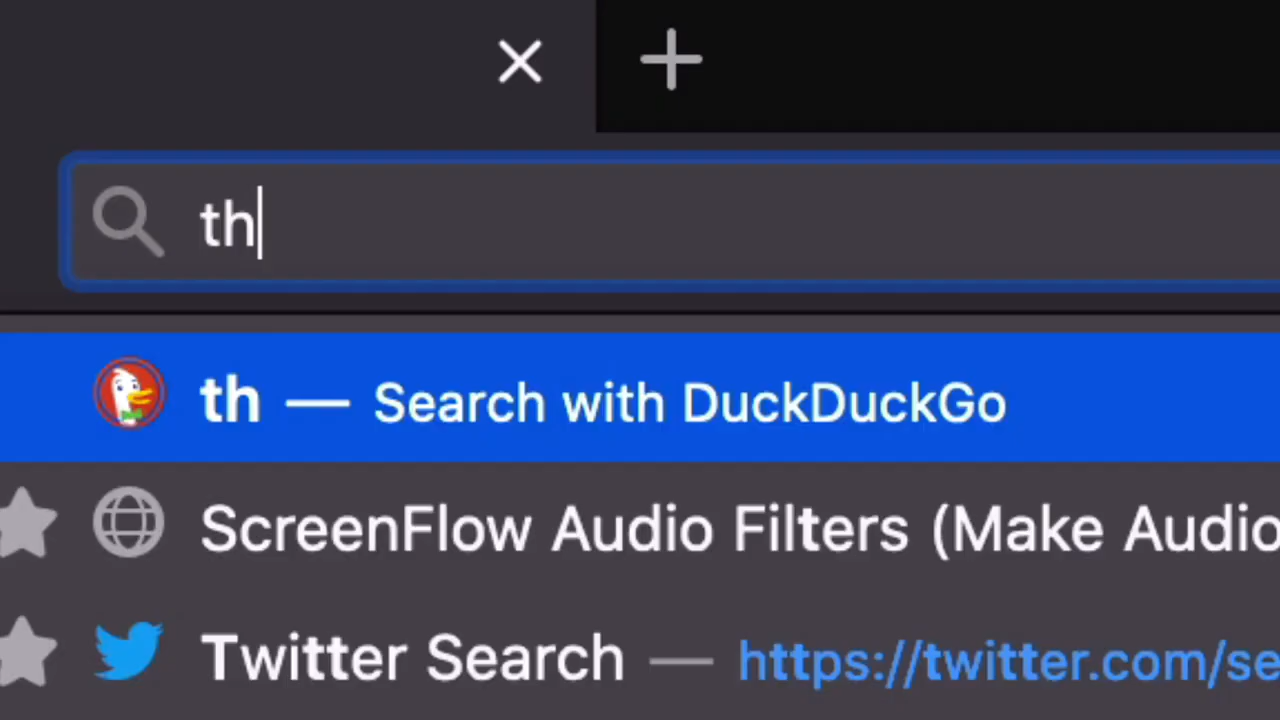 th
th — Search with DuckDuckGo
ScreenFlow Audio Filters (Make Audio
Twitter Search — https://twitter.com/se